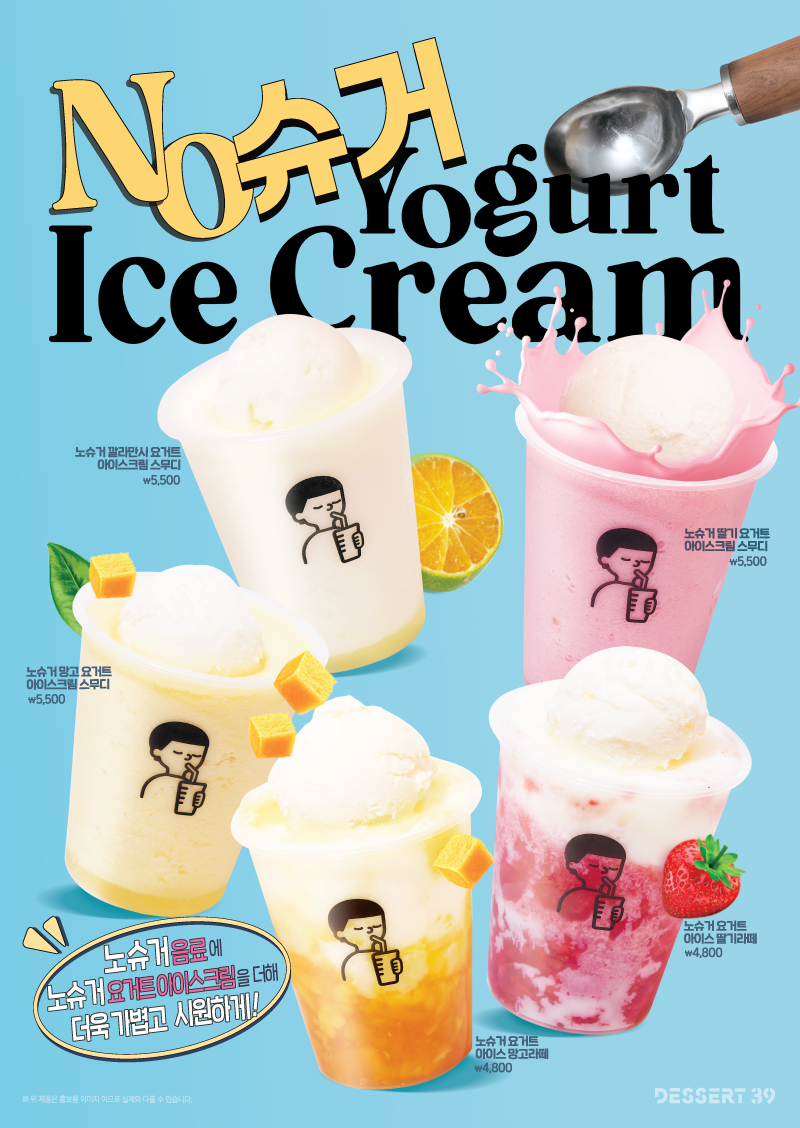 No슈거
Yogurt
Ice Cream
노슈거 깔라만시 요거트
아이스크림 스무디
₩5,500
노슈거 딸기 요거트
아이스크림 스무디
₩5,500
노슈거 망고 요거트
아이스크림 스무디
₩5,500
노슈거 요거트
아이스 딸기라떼
₩4,800
노슈거 음료에
노슈거 요거트 아이스크림을 더해
더욱 가볍고 시원하게!
노슈거 요거트
아이스 망고라떼
₩4,800
※ 위 제품은 홍보용 이미지 이므로 실제와 다를 수 있습니다.
DESSERT 39